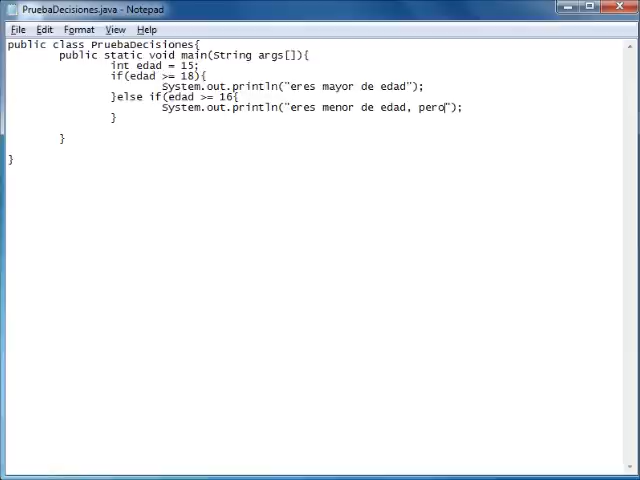 PruebaDecisiones.java - Notepad
File Edit Format View Help
public class PruebaDecisiones{
public static void main(String args[]){
int edad = 15;
if(edad >= 18){
System.out.println("eres mayor de edad");
}else if(edad >= 16{
System.out.println("eres menor de edad, pero");
}
}
}